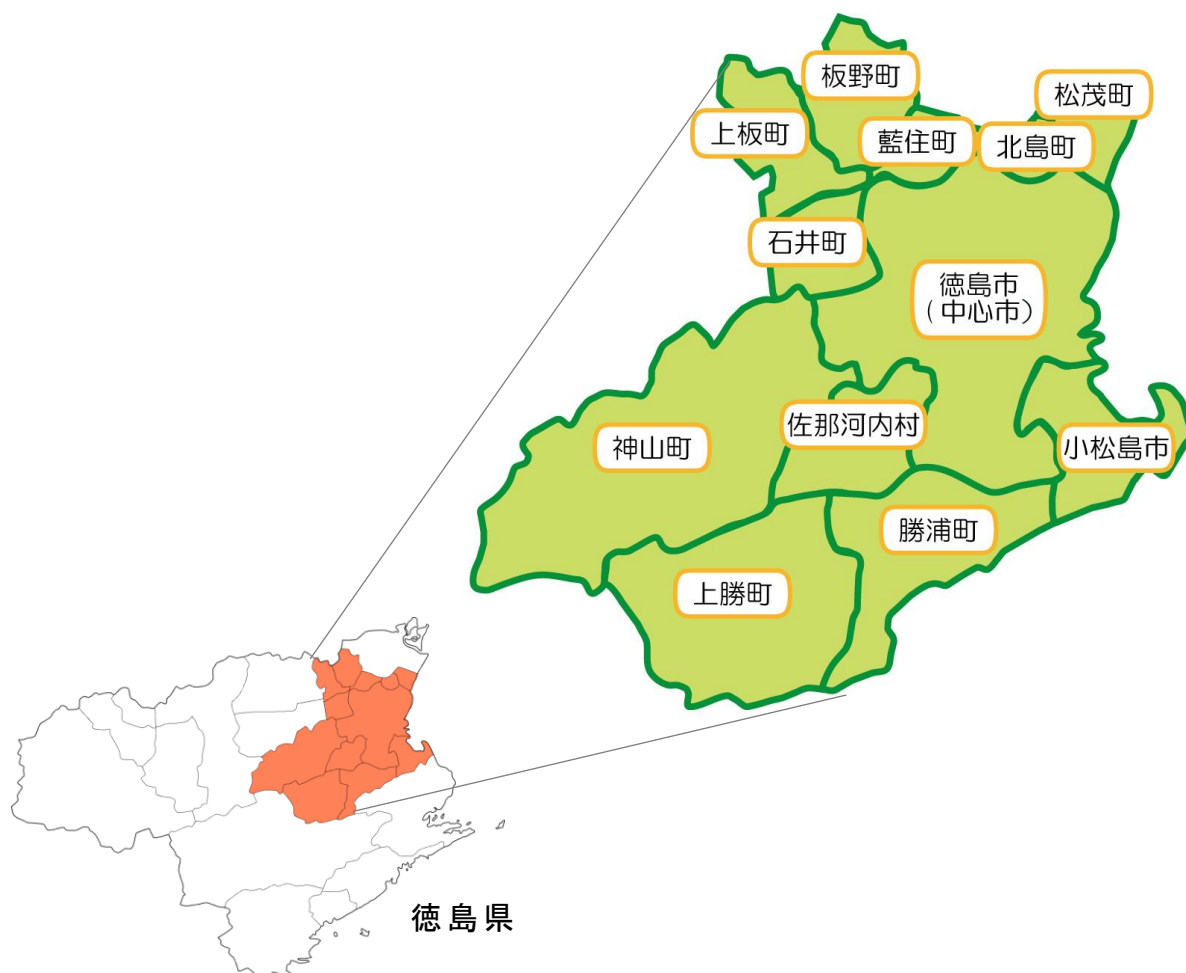 板野町
松茂町
上板町
藍住町
北島町
石井町
徳島市
（中心市）
佐那河内村
神山町
小松島市
勝浦町
上勝町
徳島県